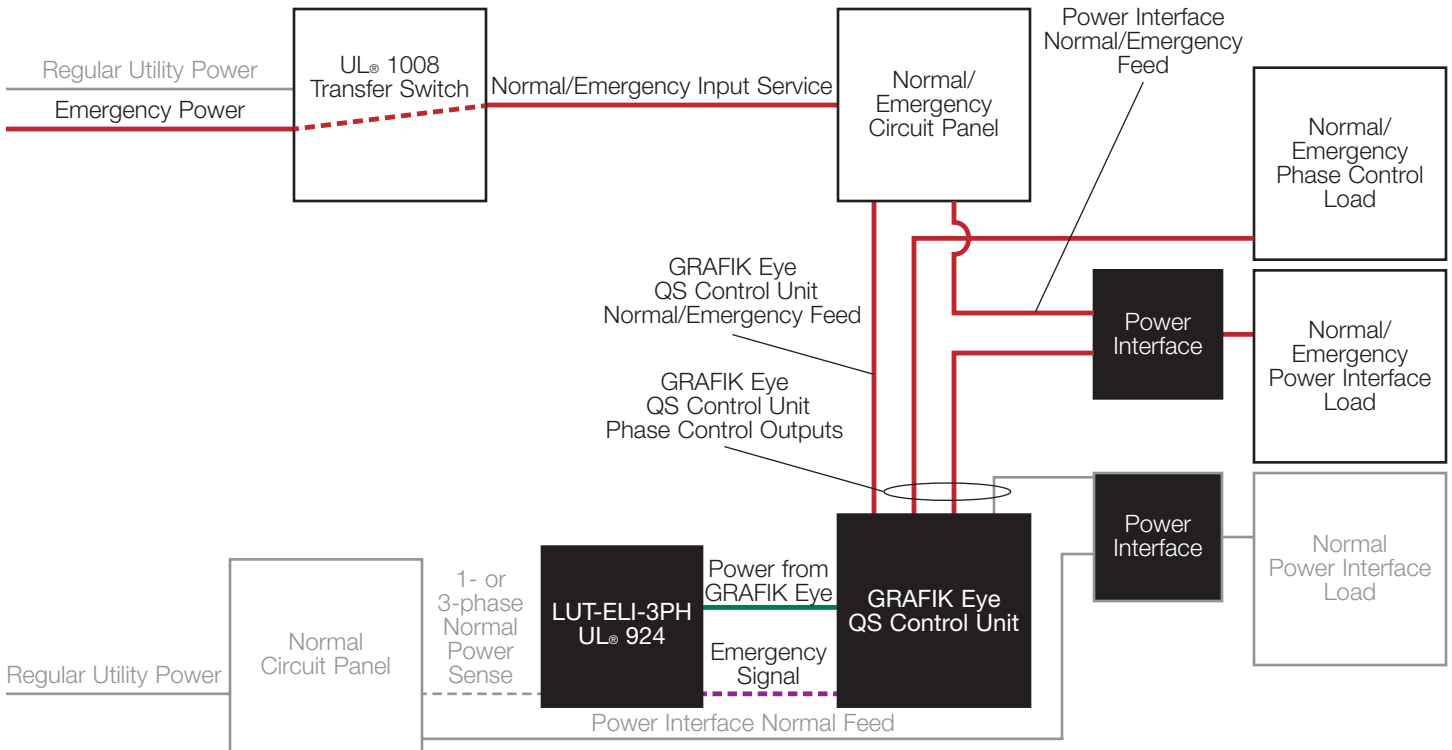 Regular Utility Power
Emergency Power
UL® 1008
Transfer Switch
Normal/Emergency Input Service
Normal/
Emergency
Circuit Panel
Power Interface
Normal/Emergency
Feed
Normal/
Emergency
Phase Control
Load
GRAFIK Eye
QS Control Unit
Normal/Emergency Feed
Power
Interface
Normal/
Emergency
Power Interface
Load
GRAFIK Eye
QS Control Unit
Phase Control Outputs
Power
Interface
Normal
Power Interface
Load
Regular Utility Power
Normal
Circuit Panel
1- or
3-phase
Normal
Power
Sense
LUT-ELI-3PH
UL® 924
Power from
GRAFIK Eye
Emergency
Signal
GRAFIK Eye
QS Control Unit
Power Interface Normal Feed